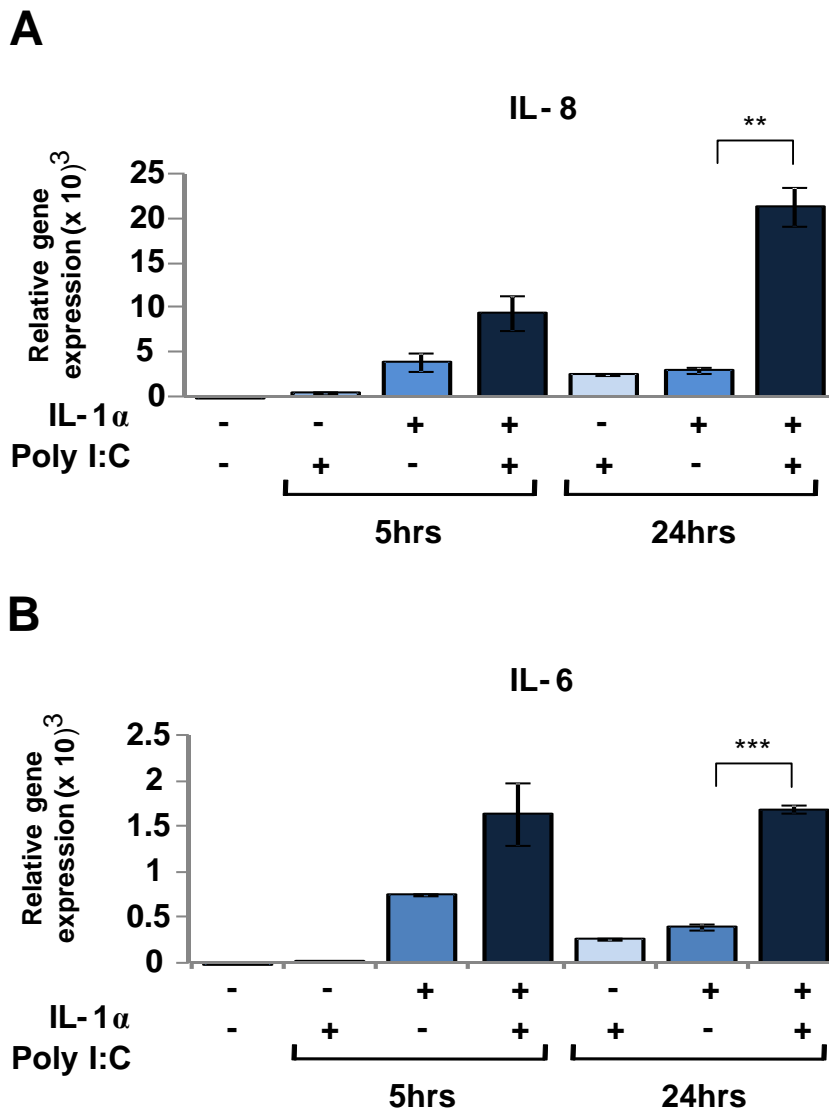 A
IL- 8
**
Relative gene
expression (x 10)3
25
20
15
10
5
0
IL- 1α - - + + - + +
Poly I:C - + - + + - +
5hrs 24hrs
B
IL- 6
***
Relative gene
expression (x 10)3
2.5
2
1.5
1
0.5
0
- - + + - + +
IL- 1α - + - + + - +
Poly I:C
5hrs 24hrs